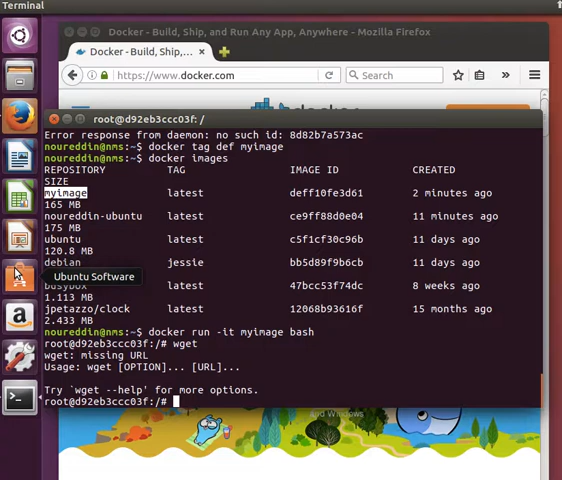 Terminal
Docker - Build, Ship, and Run Any App, Anywhere - Mozilla Firefox
Docker - Build, Ship,...
https://www.docker.com
Search
root@d92eb3ccc03f: /
Error response from daemon: no such id: 8d82b7a573ac
noureddin@nms:~$ docker tag def myimage
noureddin@nms:~$ docker images
REPOSITORY TAG IMAGE ID CREATED
SIZE
myimage latest deff10fe3d61 2 minutes ago
165 MB
noureddin-ubuntu latest ce9ff88d0e04 11 minutes ago
175 MB
ubuntu latest c5f1cf30c96b 11 days ago
120.8 MB
debian jessie bb5d89f9b6cb 11 days ago
Ubuntu Software
busybox latest 47bcc53f74dc 8 weeks ago
1.113 MB
jpetazzo/clock latest 12068b93616f 15 months ago
2.433 MB
noureddin@nms:~$ docker run -it myimage bash
root@d92eb3ccc03f:/# wget
wget: missing URL
Usage: wget [OPTION]... [URL]...
Try `wget --help' for more options.
root@d92eb3ccc03f:/#
and Windows